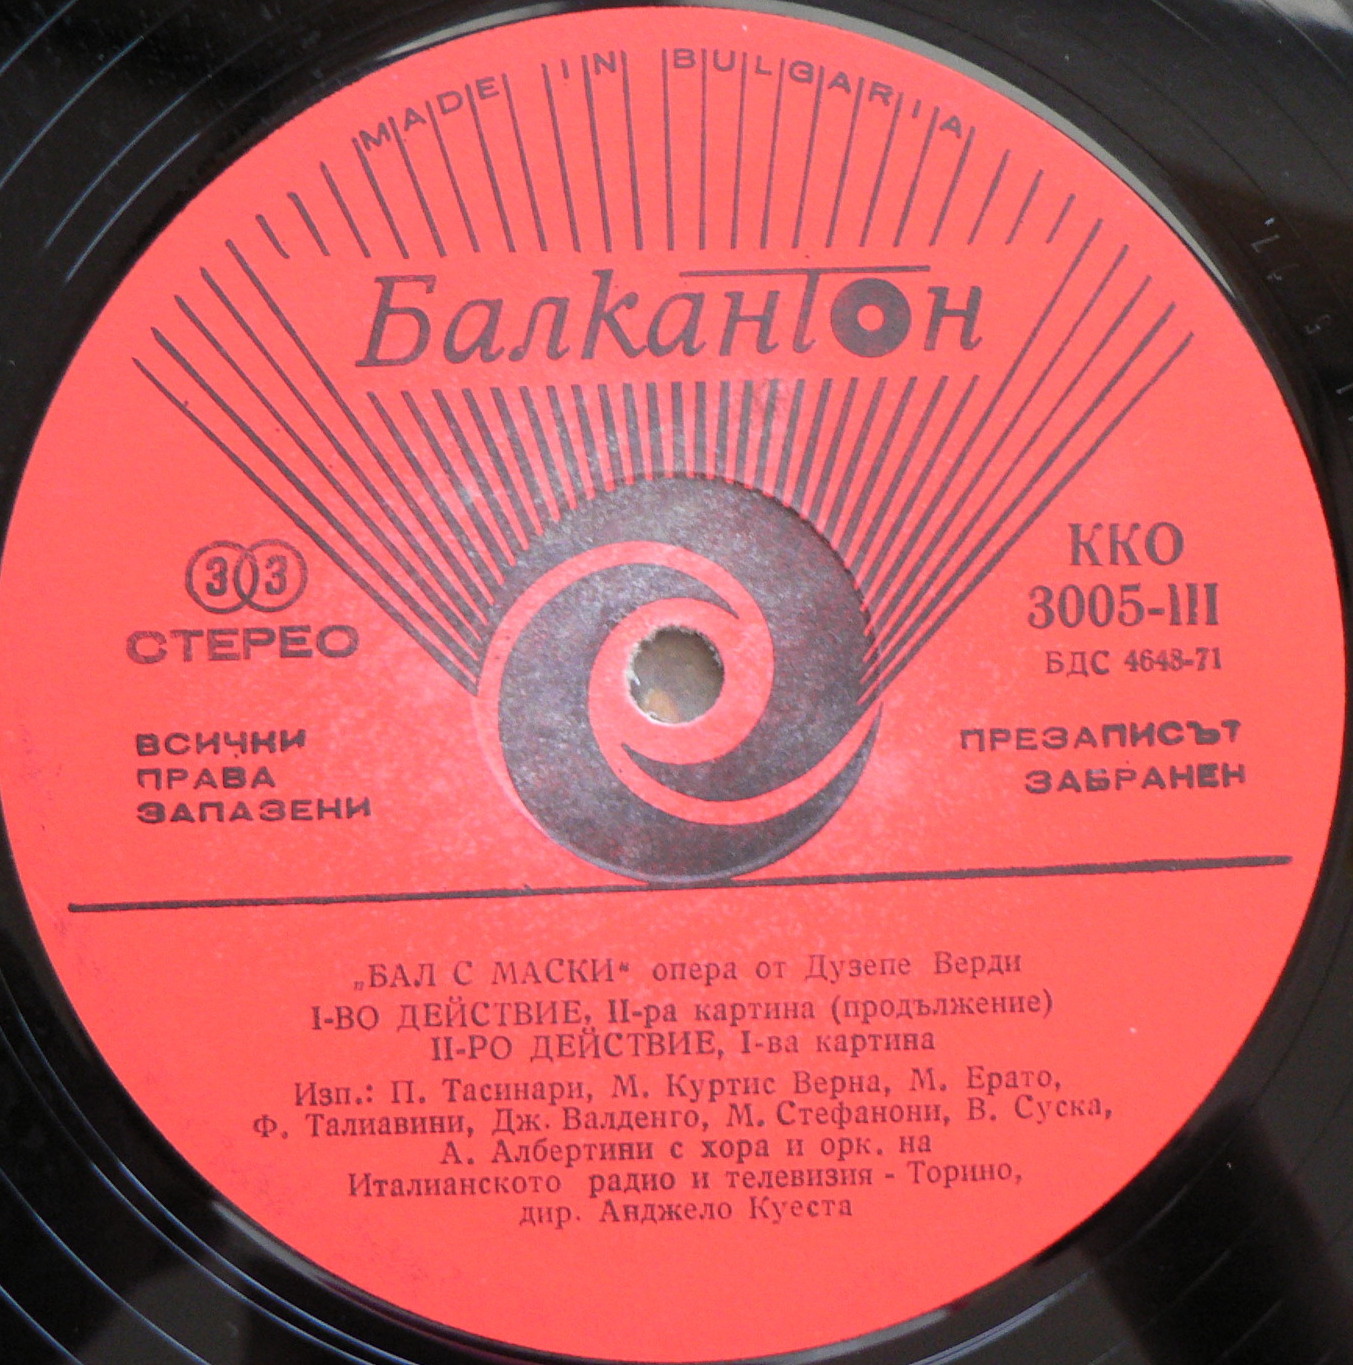 MADE IN BULGARIA
Балкантон
33
СТЕРЕО
ККО
3005-III
БДС 4648-71
ВСИЧКИ
ПРАВА
ЗАПАЗЕНИ
ПРЕЗАПИСЪТ
ЗАБРАНЕН
„БАЛ С МАСКИ“ опера от Дузепе Верди
I-ВО ДЕЙСТВИЕ, II-ра картина (продължение)
II-РО ДЕЙСТВИЕ, I-ва картина
Изп.: П. Тасинари, М. Куртис Верна, М. Ерато,
Ф. Талиавини, Дж. Валденго, М. Стефанони, В. Суска,
А. Албертини с хора и орк. на
Италианското радио и телевизия - Торино,
дир. Анджело Куеста